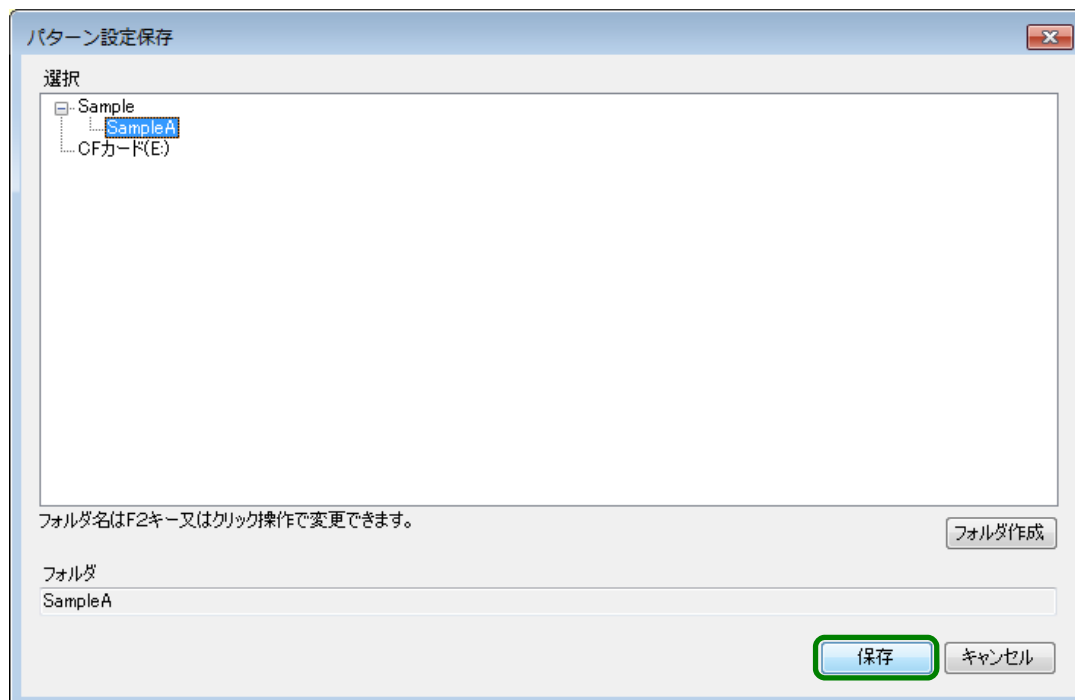 パターン設定保存
選択
Sample
SampleA
CFカード(E:)
フォルダ名はF2キー又はクリック操作で変更できます。
フォルダ作成
フォルダ
SampleA
保存
キャンセル